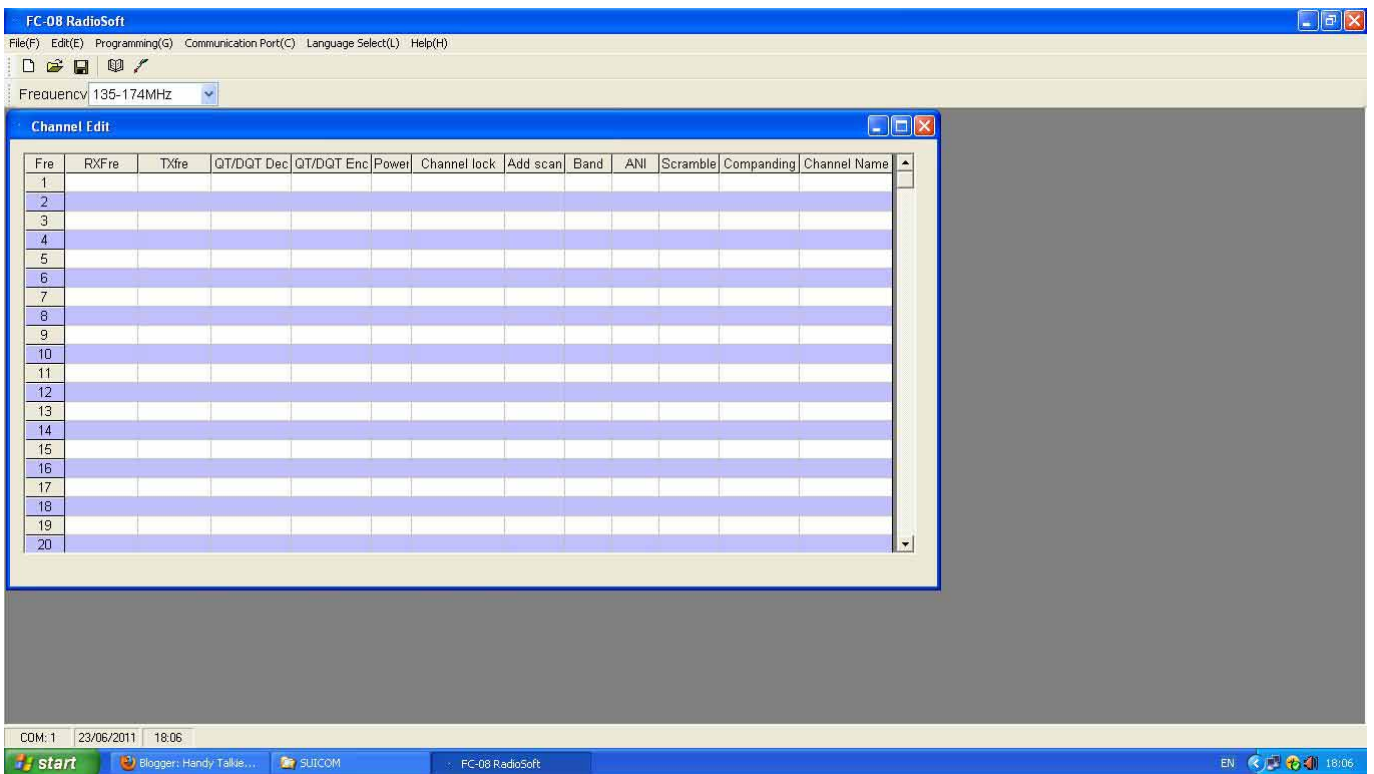 FC-08 RadioSoft
File(F) Edit(E) Programming(G) Communication Port(C) Language Select(L) Help(H)
Frequency 135-174MHz
Channel Edit
Fre RXFre TXfre QT/DQT Dec QT/DQT Enc Power Channel lock Add scan Band ANI Scramble Companding Channel Name
1
2
3
4
5
6
7
8
9
10
11
12
13
14
15
16
17
18
19
20
COM: 1 23/06/2011 18:06
start Blogger: Handy Talkie... SUICOM FC-08 RadioSoft EN 18:06